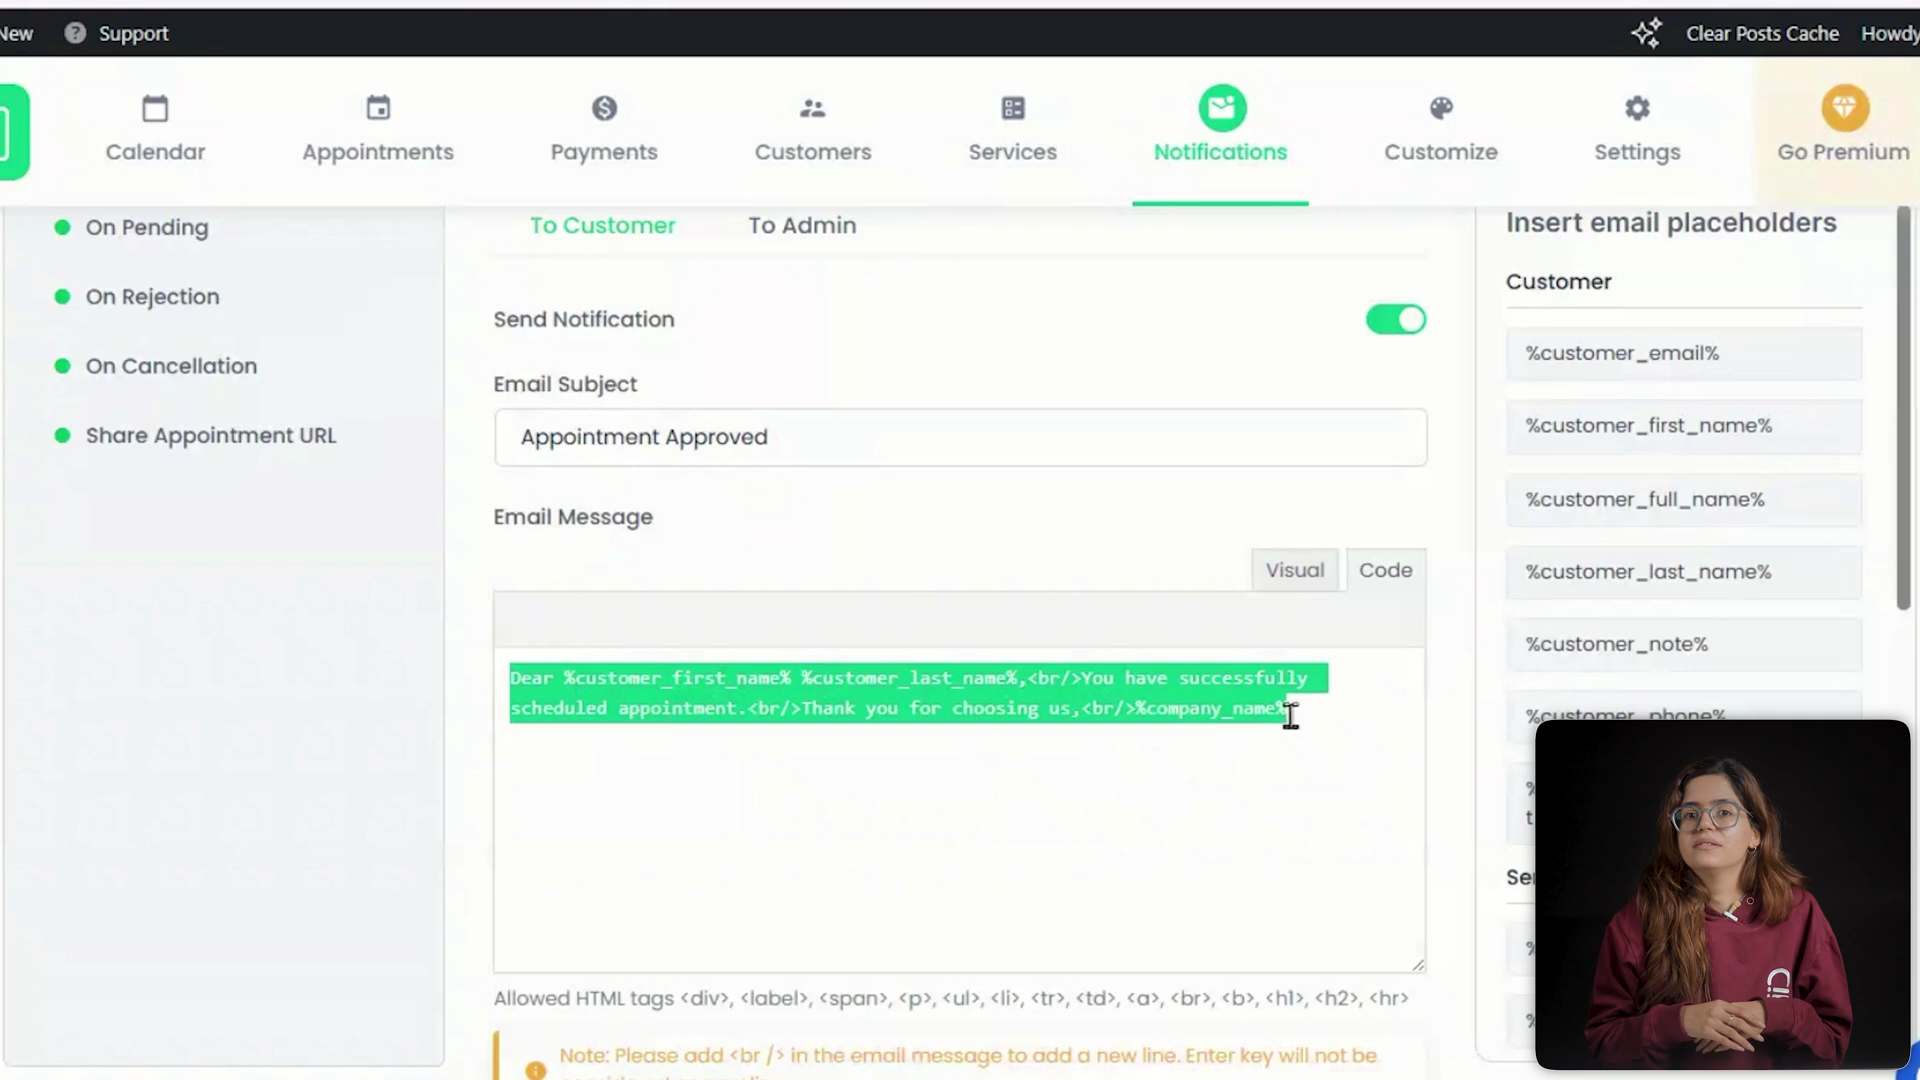 New
Support
Clear Posts Cache
Howdy
Calendar
Appointments
Payments
Customers
Services
Notifications
Customize
Settings
Go Premium
On Pending
On Rejection
On Cancellation
Share Appointment URL
To Customer
To Admin
Send Notification
Email Subject
Appointment Approved
Email Message
Visual
Code
Dear %customer_first_name% %customer_last_name%,<br/>You have successfully
scheduled appointment.<br/>Thank you for choosing us,<br/>%company_name%
Allowed HTML tags <div>, <label>, <span>, <p>, <ul>, <li>, <tr>, <td>, <a>, <br>, <b>, <h1>, <h2>, <hr>
Note: Please add <br /> in the email message to add a new line. Enter key will not be
Insert email placeholders
Customer
%customer_email%
%customer_first_name%
%customer_full_name%
%customer_last_name%
%customer_note%
%customer_phone%